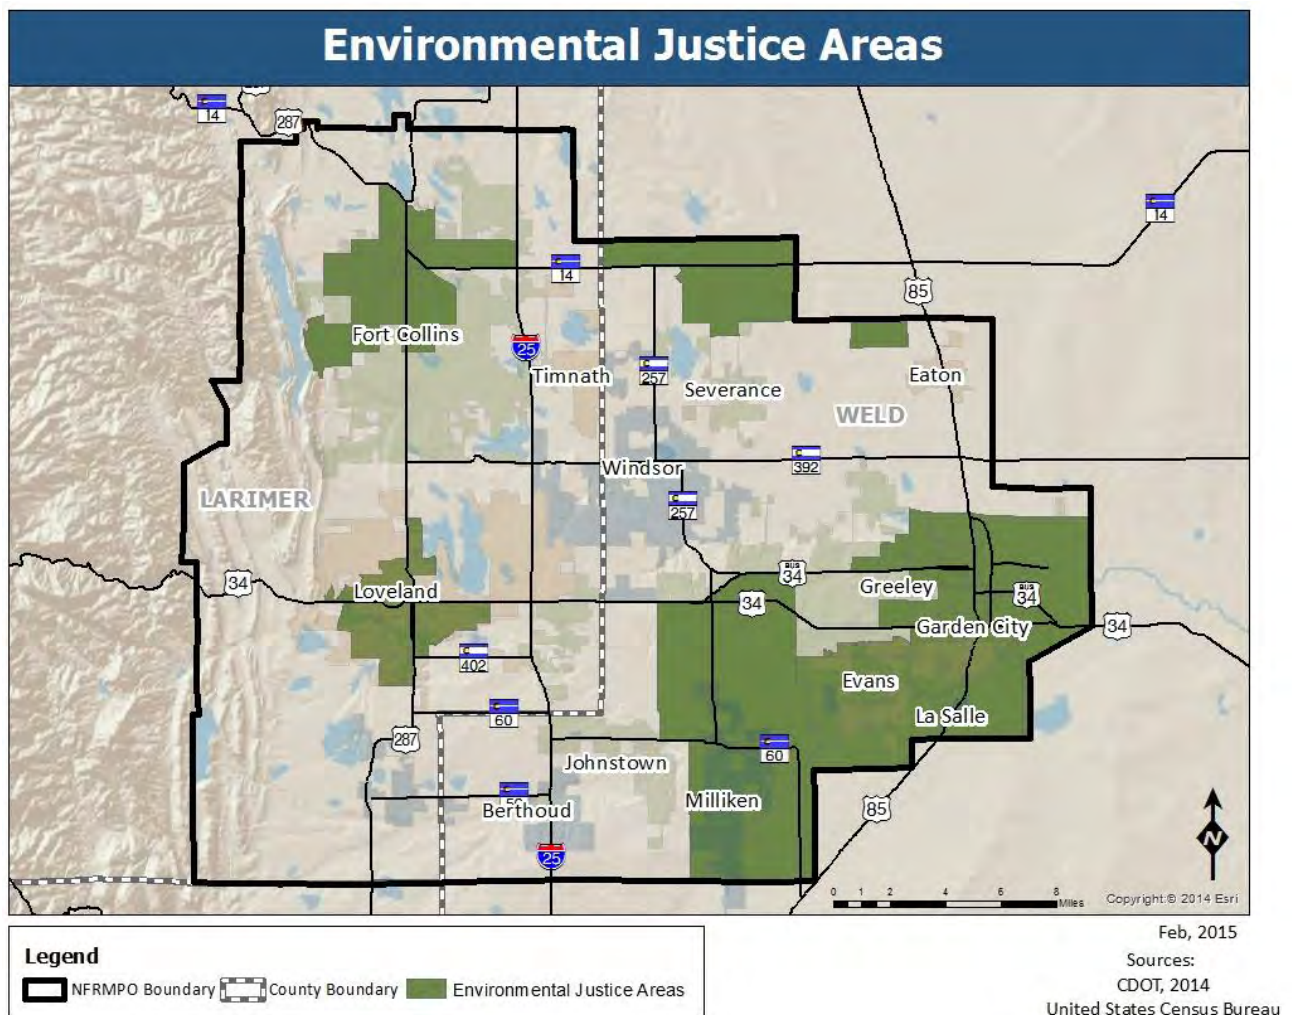 Environmental Justice Areas
14
287
14
14
85
Fort Collins
25
Timnath
257
Severance
Eaton
WELD
392
Windsor
LARIMER
257
34
Loveland
BUS
34
Greeley
34
BUS
34
Garden City
34
402
Evans
60
La Salle
287
Johnstown
60
Milliken
Berthoud
85
25
N
0 1 2 4 6 8
Miles
Copyright:© 2014 Esri
Feb, 2015
Legend
NFRMPO Boundary County Boundary Environmental Justice Areas
Sources:
CDOT, 2014
United States Census Bureau